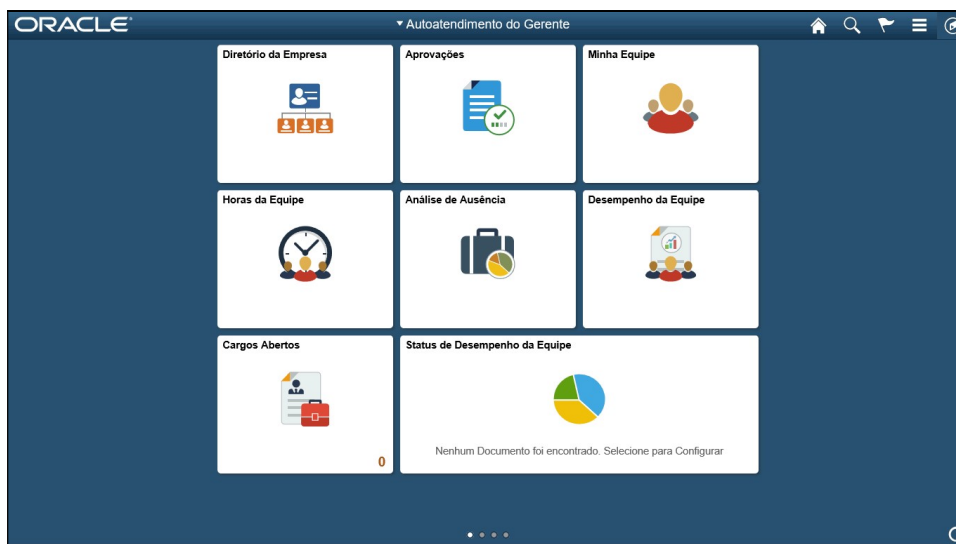 ORACLE
Autoatendimento do Gerente
Diretório da Empresa
Aprovações
Minha Equipe
Horas da Equipe
Análise de Ausência
Desempenho da Equipe
Cargos Abertos
0
Status de Desempenho da Equipe
Nenhum Documento foi encontrado. Selecione para Configurar